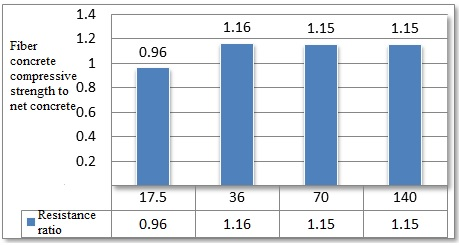 Fiber
concrete
compressive
strength to
net concrete
1.4
1.2
1
0.8
0.6
0.4
0.2
0.96
1.16
1.15
1.15
17.5 36 70 140
Resistance
ratio
0.96 1.16 1.15 1.15